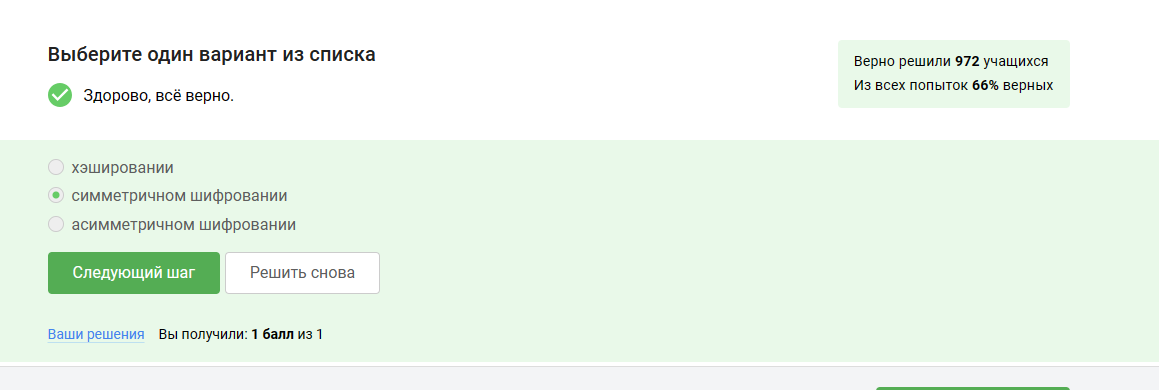 Выберите один вариант из списка
Здорово, всё верно.
Верно решили 972 учащихся
Из всех попыток 66% верных
хэшировании
симметричном шифровании
асимметричном шифровании
Следующий шаг
Решить снова
Ваши решения Вы получили: 1 балл из 1